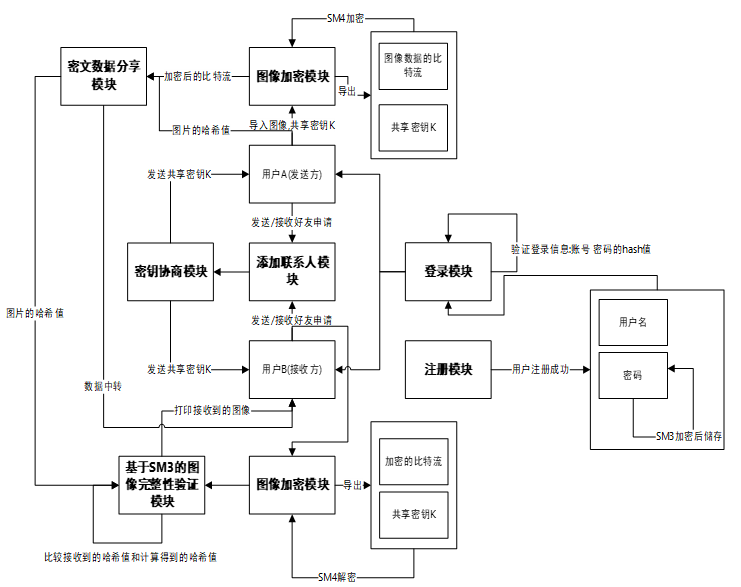 SM4加密
密文数据分享
模块
加密后的比特流
图像加密模块
导出
图像数据的比
特流
共享密钥K
图片的哈希值
导入图像,共享密钥K
发送共享密钥K
用户A(发送方)
发送/接收好友申请
密钥协商模块
添加联系人模
块
登录模块
验证登录信息:账号 密码的hash值
图片的哈希值
发送/接收好友申请
用户名
发送共享密钥K
用户B(接收方)
注册模块
用户注册成功
密码
数据中转
打印接收到的图像
SM3加密后储存
基于SM3的图
像完整性验证
模块
图像加密模块
导出
加密的比特流
共享密钥K
比较接收到的哈希值和计算得到的哈希值
SM4解密